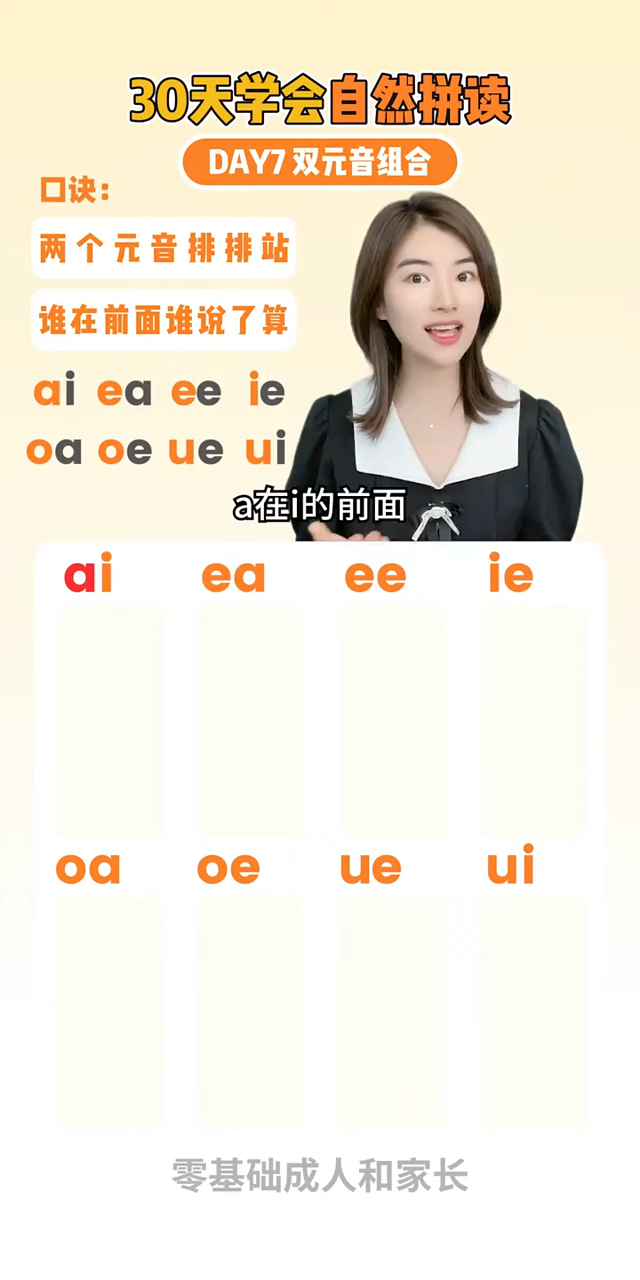 30天学会自然拼读
DAY7 双元音组合
口诀：
两个元音排排站
谁在前面谁说了算
ai ea ee ie
oa oe ue ui
a在i的前面
ai ea ee ie
oa oe ue ui
零基础成人和家长